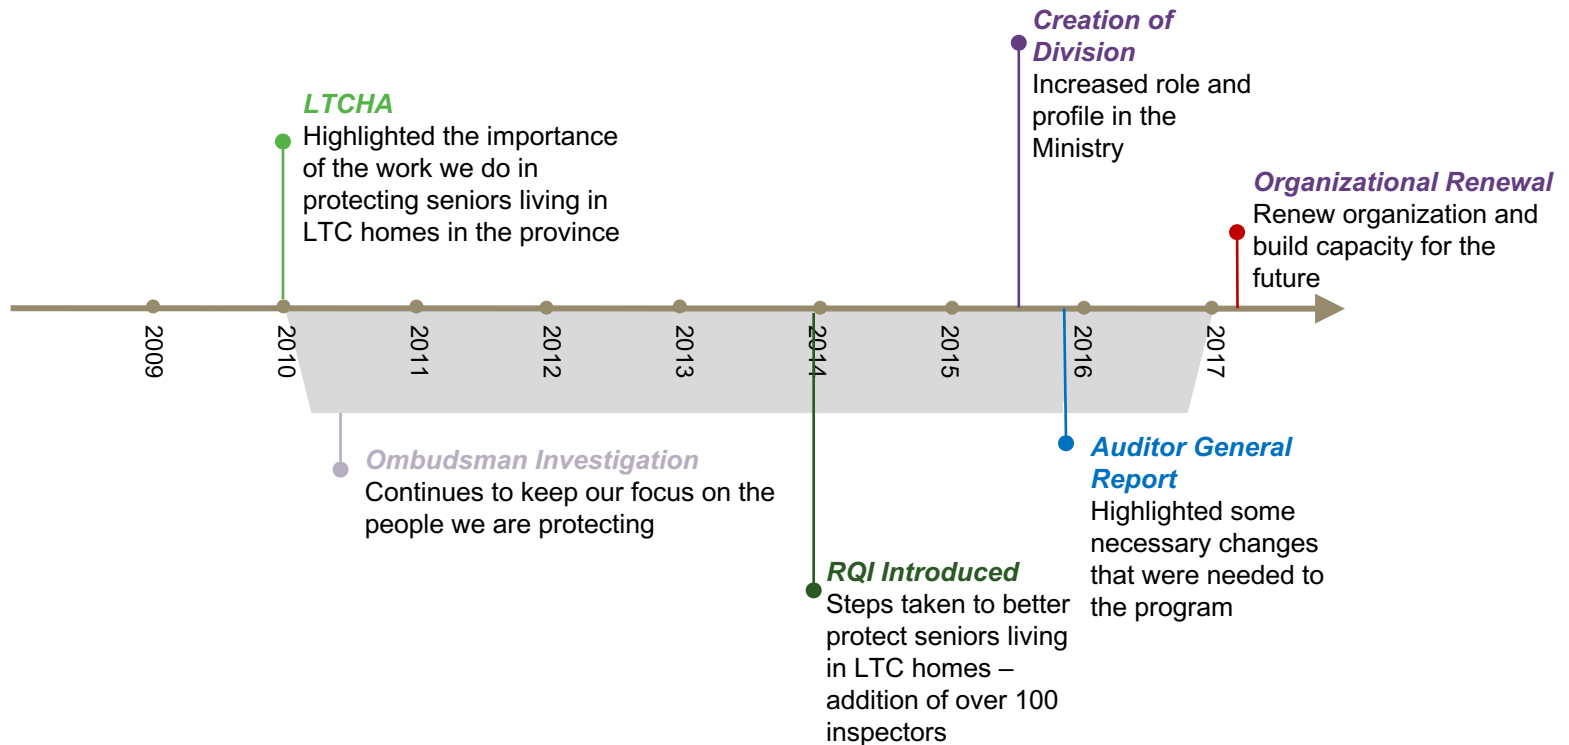 Creation of
Division
Increased role and
profile in the
Ministry
LTCHA
Highlighted the importance
of the work we do in
protecting seniors living in
LTC homes in the province
Organizational Renewal
Renew organization and
build capacity for the
future
2009
2010
2011
2012
2013
2014
2015
2016
2017
Ombudsman Investigation
Continues to keep our focus on the
people we are protecting
Auditor General
Report
Highlighted some
necessary changes
that were needed to
the program
RQI Introduced
Steps taken to better
protect seniors living
in LTC homes –
addition of over 100
inspectors